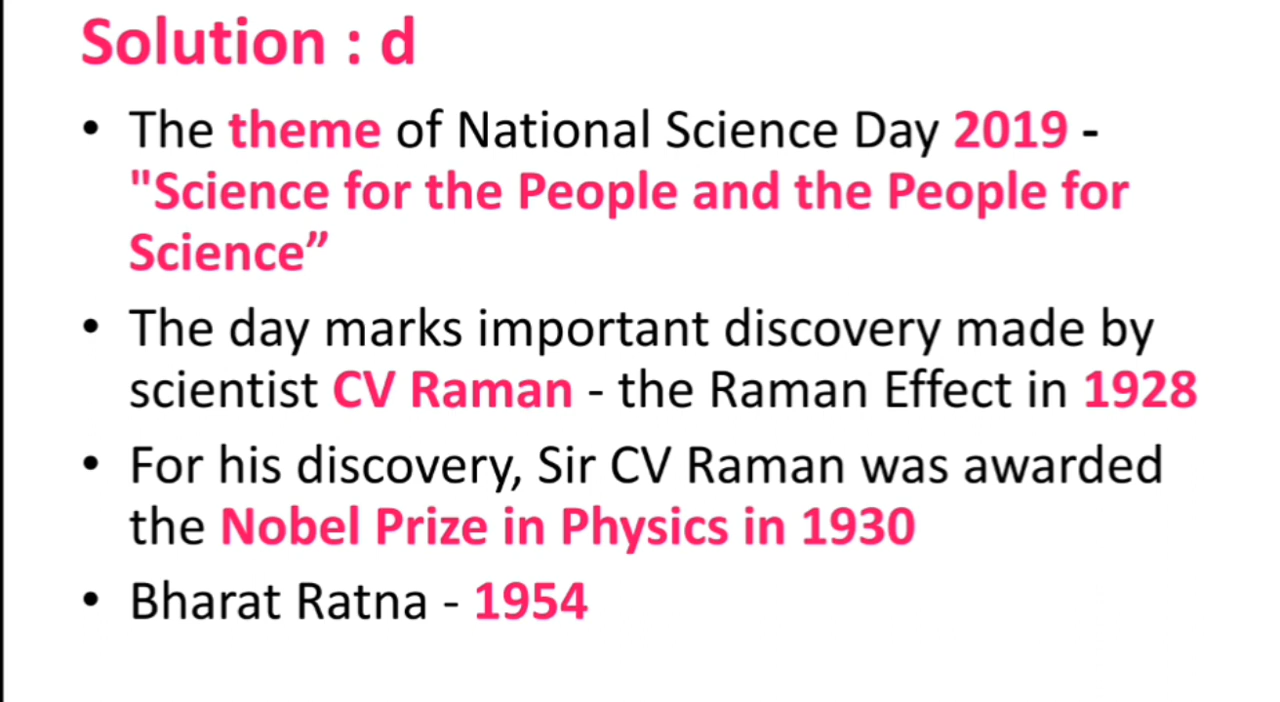 Solution : d
• The theme of National Science Day 2019 -
"Science for the People and the People for
Science”
• The day marks important discovery made by
scientist CV Raman - the Raman Effect in 1928
• For his discovery, Sir CV Raman was awarded
the Nobel Prize in Physics in 1930
• Bharat Ratna - 1954